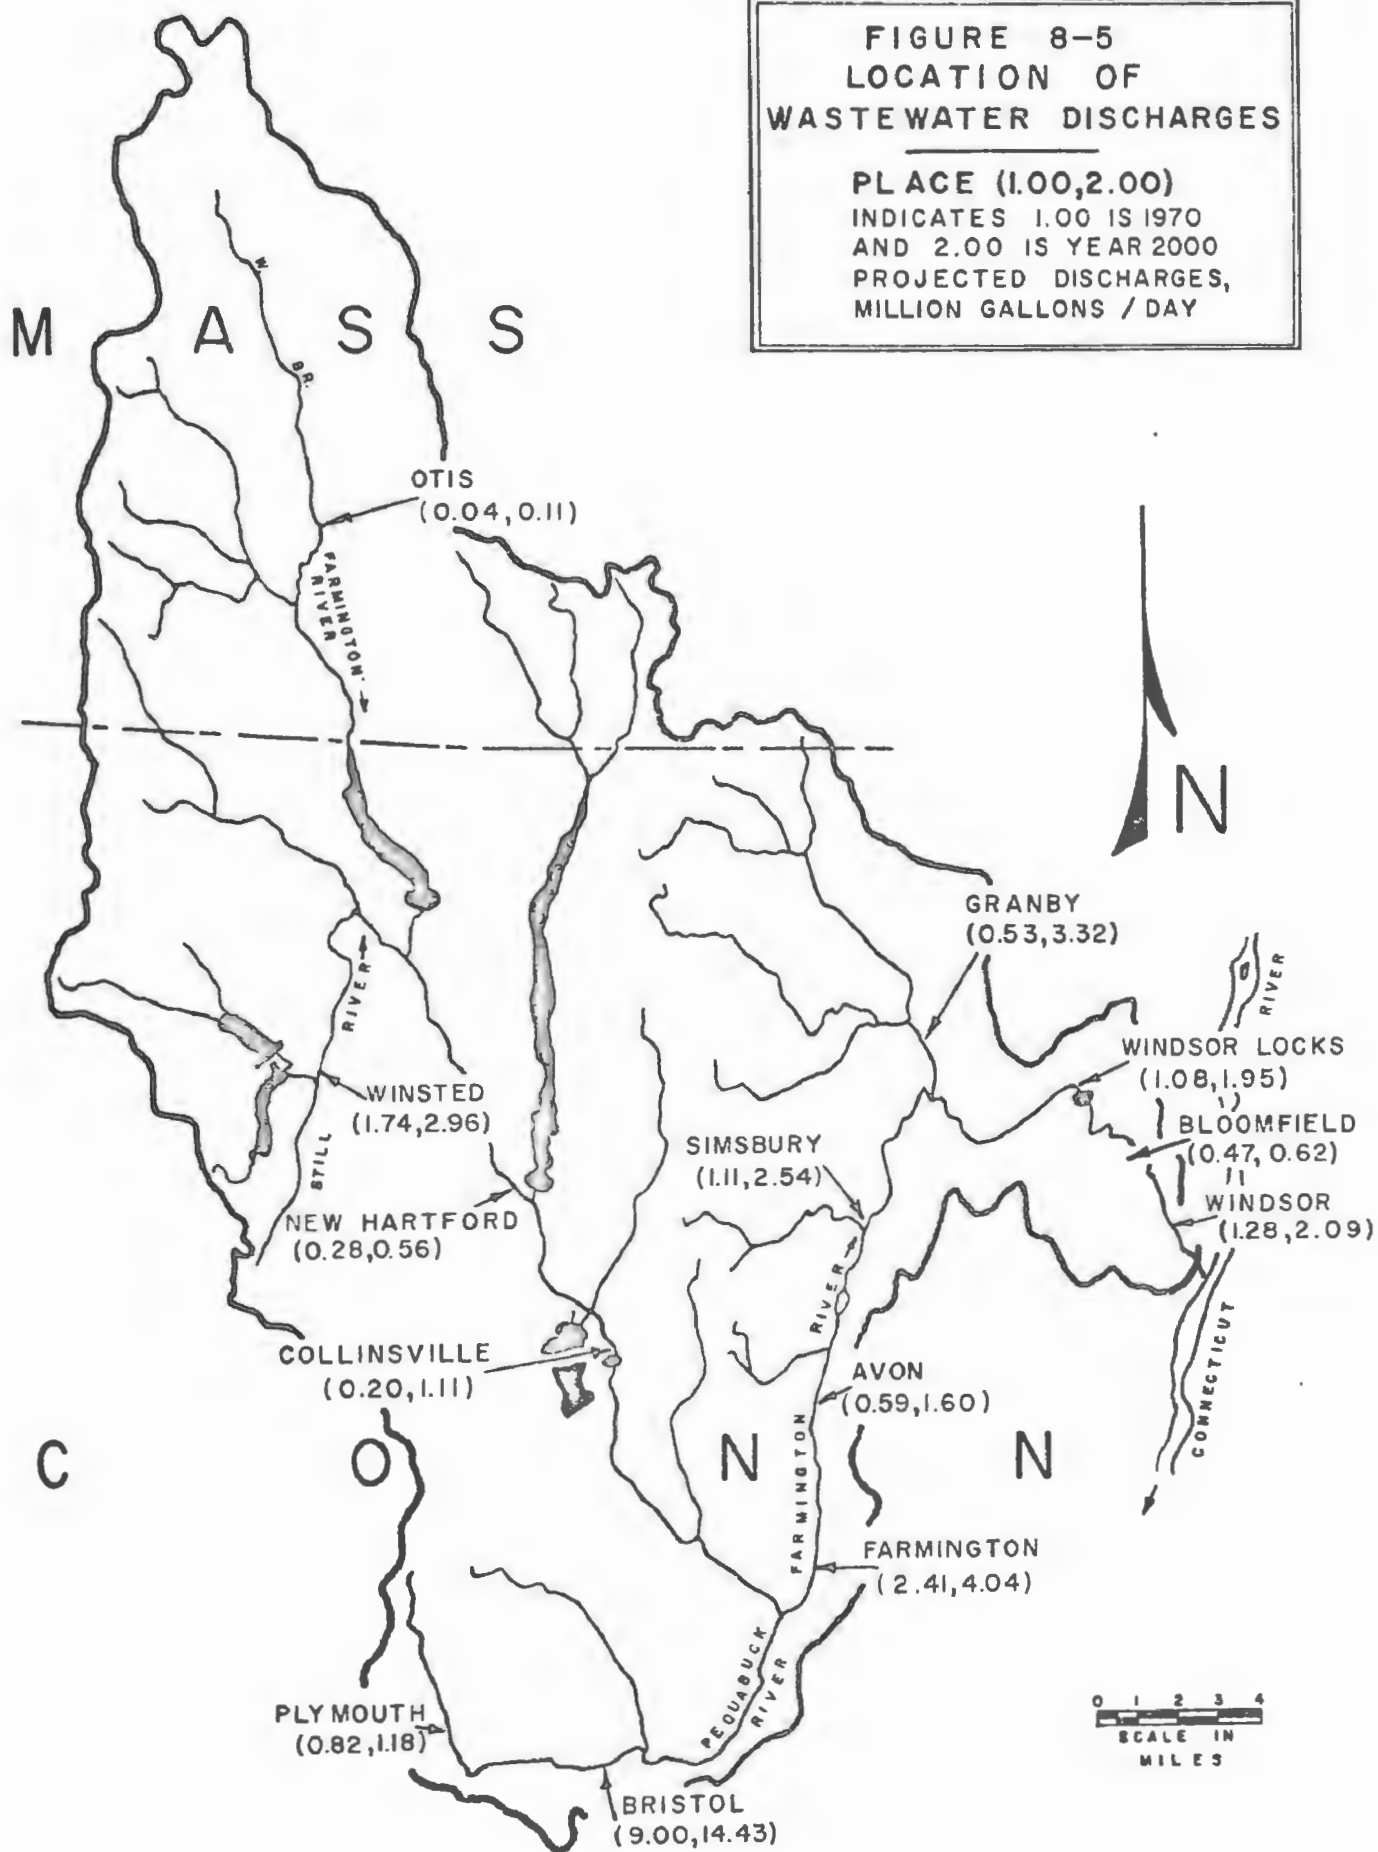 FIGURE 8-5
LOCATION OF
WASTEWATER DISCHARGES
PLACE (1.00,2.00)
INDICATES 1.00 IS 1970
AND 2.00 IS YEAR 2000
PROJECTED DISCHARGES,
MILLION GALLONS / DAY
M A S S
W. BR.
OTIS
(0.04,0.11)
FARMINGTON
RIVER
N
GRANBY
(0.53,3.32)
RIVER
RIVER
WINDSOR LOCKS
(1.08,1.95)
WINSTED
(1.74,2.96)
BLOOMFIELD
(0.47,0.62)
SIMSBURY
(1.11,2.54)
STILL
WINDSOR
(1.28,2.09)
NEW HARTFORD
(0.28,0.56)
RIVER
COLLINSVILLE
(0.20,1.11)
CONNECTICUT
AVON
(0.59,1.60)
C O N N
FARMINGTON
FARMINGTON
(2.41,4.04)
PEQUABUCK
RIVER
PLYMOUTH
(0.82,1.18)
0 1 2 3 4
SCALE IN
MILES
BRISTOL
(9.00,14.43)